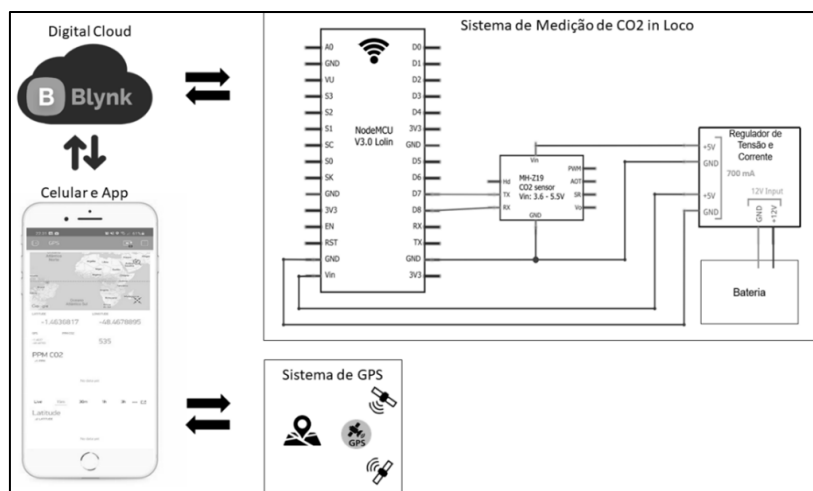 Digital Cloud
B Blynk
Celular e App
GPS
-1.4636817
-48.4678895
535
PPM CO2
Live
1h
Latitude
Sistema de Medição de CO2 in Loco
A0
GND
VU
S3
S2
S1
SC
S0
SK
GND
3V3
EN
RST
GND
Vin
NodeMCU
V3.0 Lolin
D0
D1
D2
D3
D4
3V3
GND
D5
D6
D7
D8
RX
TX
GND
3V3
Vin
PWM
Hd
AOT
MH-Z19
CO2 sensor
Vin: 3.6 - 5.5V
TX
SR
RX
Vo
GND
Regulador de
Tensão e
Corrente
+5V
GND
700 mA
12V Input
+5V
GND
GND
+12V
Bateria
Sistema de GPS
GPS